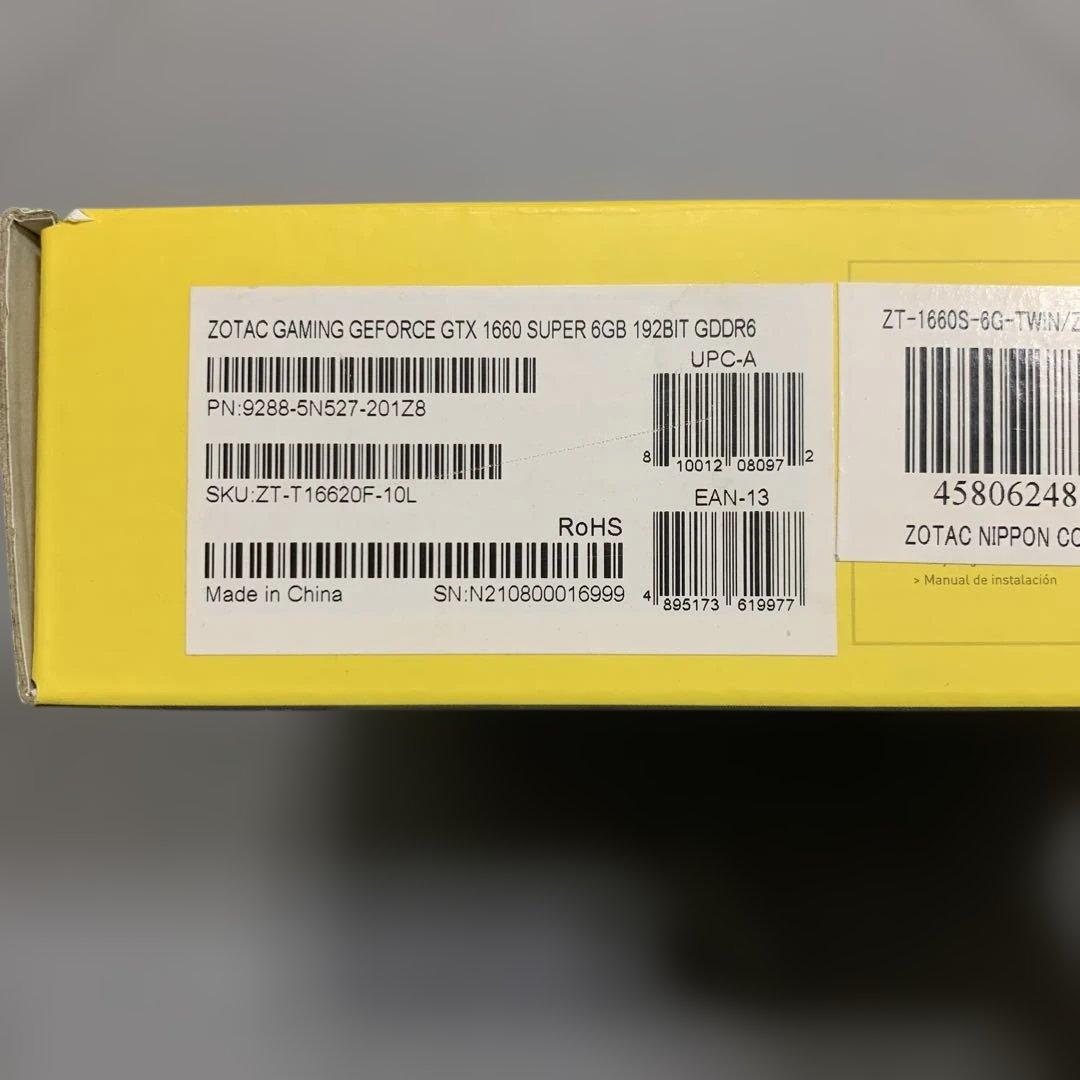 ZOTAC GAMING GEFORCE GTX 1660 SUPER 6GB 192BIT GDDR6
UPC-A
PN:9288-5N527-201Z8
8 10012 08097 2
SKU:ZT-T16620F-10L
EAN-13
RoHS
Made in China SN:N210800016999
4 895173 619977
ZT-1660S-6G-TWIN/Z
45806248
ZOTAC NIPPON CO
> Manual de instalación